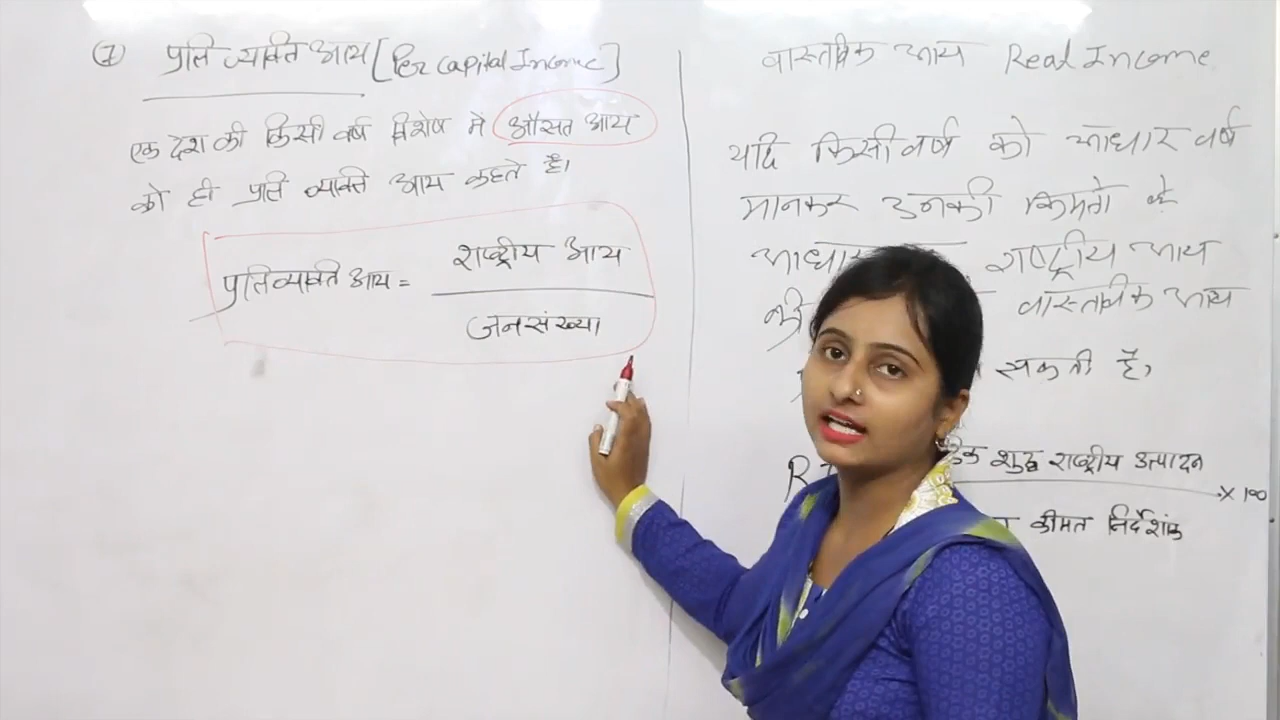 ⑦ प्रति व्यक्ति आय [Per Capital Income]
एक देश की किसी वर्ष विशेष मे औसत आय
को ही प्रति व्यक्ति आय कहते है।
प्रतिव्यक्ति आय = राष्ट्रीय आय
जनसंख्या
वास्तविक आय Real Income
यदि किसी वर्ष को आधार वर्ष
मानकर उनकी किमतो के
राष्ट्रीय आय
की वास्तविक आय
सकती है।
R
शुद्ध राष्ट्रीय उत्पादन
× 100
कीमत निर्देशांक